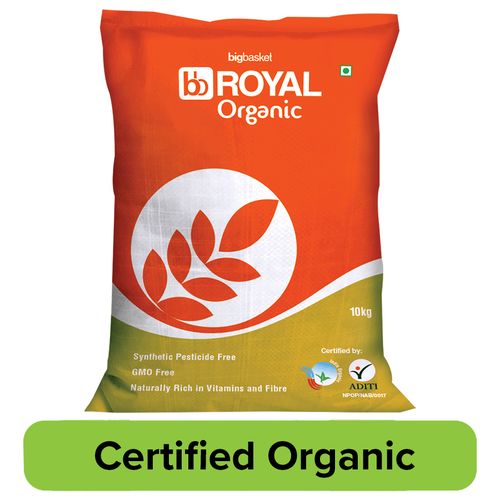 bigbasket
bb ROYAL
Organic
10kg
Synthetic Pesticide Free
GMO Free
Naturally Rich in Vitamins and Fibre
Certified by:
ADITI
NPOP/NAB/0017
Certified Organic